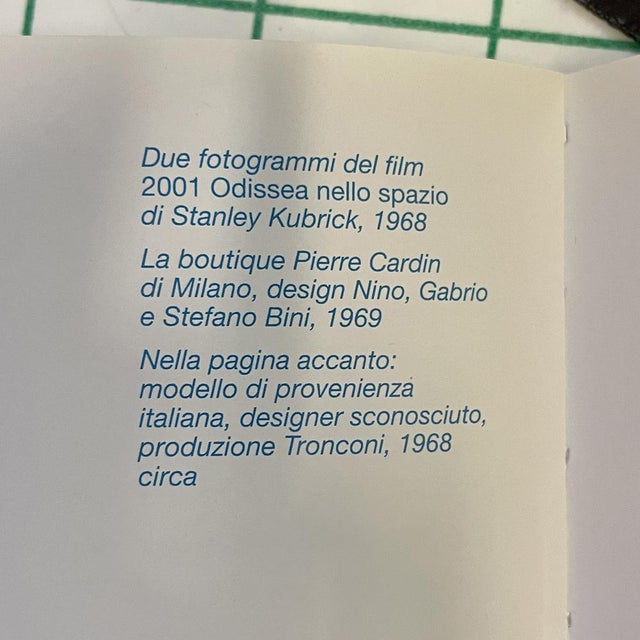 Due fotogrammi del film
2001 Odissea nello spazio
di Stanley Kubrick, 1968
La boutique Pierre Cardin
di Milano, design Nino, Gabrio
e Stefano Bini, 1969
Nella pagina accanto:
modello di provenienza
italiana, designer sconosciuto,
produzione Tronconi, 1968
circa